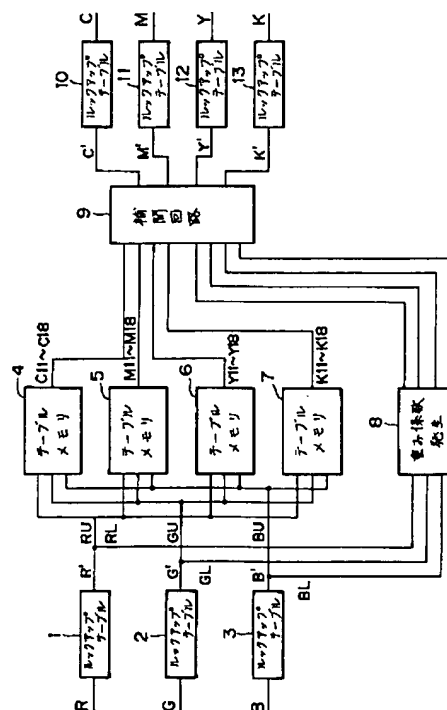 R
G
B
1
2
3
ルックアップ
テーブル
ルックアップ
テーブル
ルックアップ
テーブル
R'
G'
B'
RU
RL
GU
GL
BU
BL
4
テーブル
メモリ
5
テーブル
メモリ
6
テーブル
メモリ
7
テーブル
メモリ
8
重み係数
発生
C11~C18
M11~M18
Y11~Y18
K11~K18
9
補間
回路
C'
M'
Y'
K'
10
ルックアップ
テーブル
11
ルックアップ
テーブル
12
ルックアップ
テーブル
13
ルックアップ
テーブル
C
M
Y
K